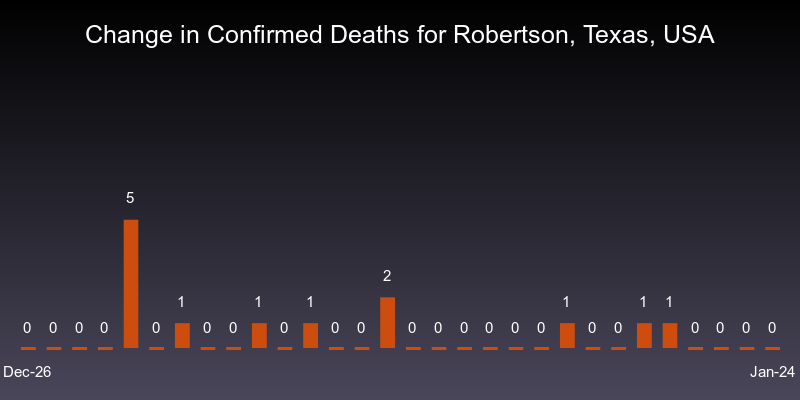 Change in Confirmed Deaths for Robertson, Texas, USA
5
2
1 1 1 1 1 1
0 0 0 0 0 0 0 0 0 0 0 0 0 0 0 0 0 0 0 0 0 0
Dec-26 Jan-24